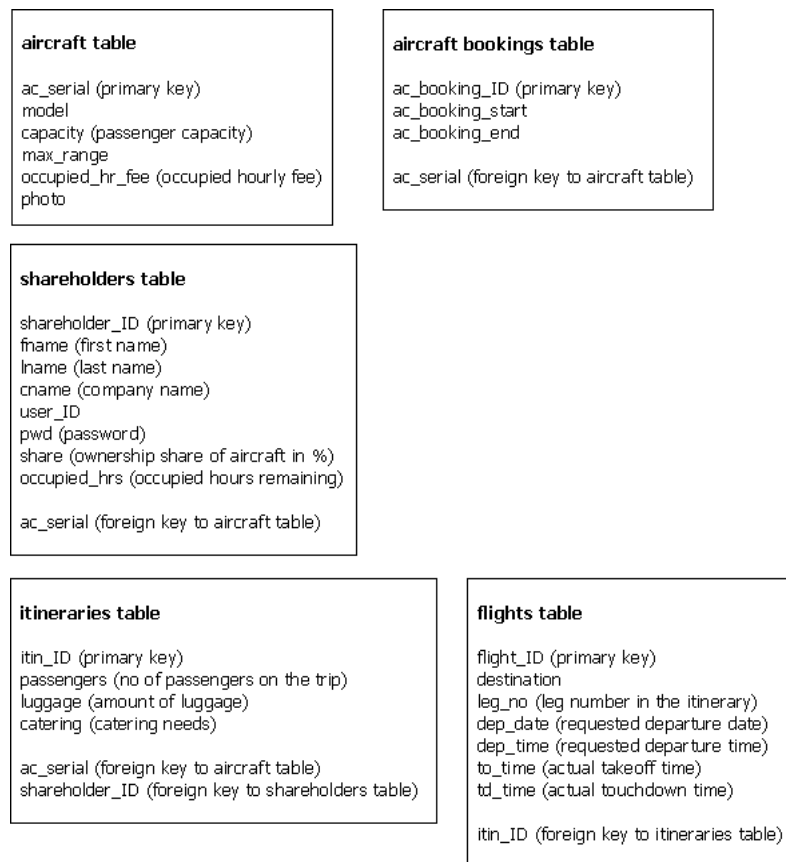 aircraft table
ac_serial (primary key)
model
capacity (passenger capacity)
max_range
occupied_hr_fee (occupied hourly fee)
photo
aircraft bookings table
ac_booking_ID (primary key)
ac_booking_start
ac_booking_end
ac_serial (foreign key to aircraft table)
shareholders table
shareholder_ID (primary key)
fname (first name)
lname (last name)
cname (company name)
user_ID
pwd (password)
share (ownership share of aircraft in %)
occupied_hrs (occupied hours remaining)
ac_serial (foreign key to aircraft table)
itineraries table
itin_ID (primary key)
passengers (no of passengers on the trip)
luggage (amount of luggage)
catering (catering needs)
ac_serial (foreign key to aircraft table)
shareholder_ID (foreign key to shareholders table)
flights table
flight_ID (primary key)
destination
leg_no (leg number in the itinerary)
dep_date (requested departure date)
dep_time (requested departure time)
to_time (actual takeoff time)
td_time (actual touchdown time)
itin_ID (foreign key to itineraries table)